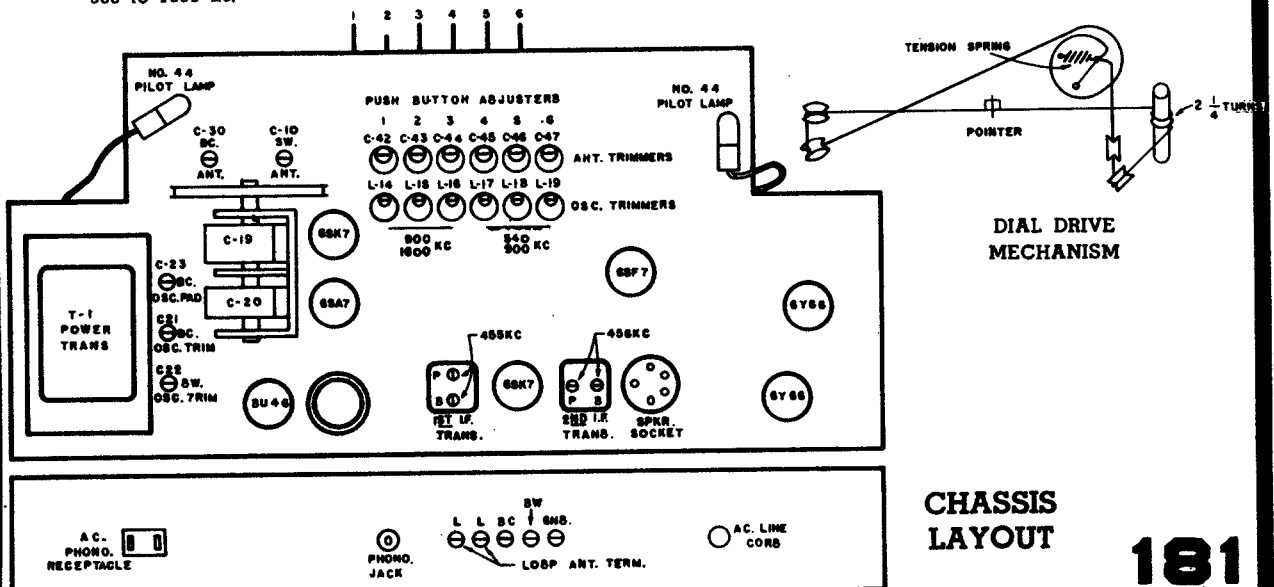 1 2 3 4 5 6
NO. 44
PILOT LAMP
C-30
BC.
ANT.
C-10
SW.
ANT.
PUSH BUTTON ADJUSTERS
1 2 3 4 5 .6
C-42 C-43 C-44 C-45 C-46 C-47
ANT. TRIMMERS
L-14 L-15 L-16 L-17 L-18 L-19
OSC. TRIMMERS
900
1600 KC
540
900 KC
NO. 44
PILOT LAMP
TENSION SPRING
POINTER
2 1/4 TURNS
DIAL DRIVE
MECHANISM
T-1
POWER
TRANS
C-23
BC.
OSC. PAD
C21
BC.
OSC. TRIM
C22
SW.
OSC. TRIM
C-19
C-20
6SK7
6SA7
6SF7
6Y6G
6Y6G
BU46
455KC
P
B
1ST I.F.
TRANS.
6SK7
456KC
P B
2ND I.F.
TRANS.
SPKR.
SOCKET
AC.
PHONO.
RECEPTACLE
PHONO.
JACK
L L BC SW GND.
LOOP ANT. TERM.
AC. LINE
CORD
CHASSIS
LAYOUT
181